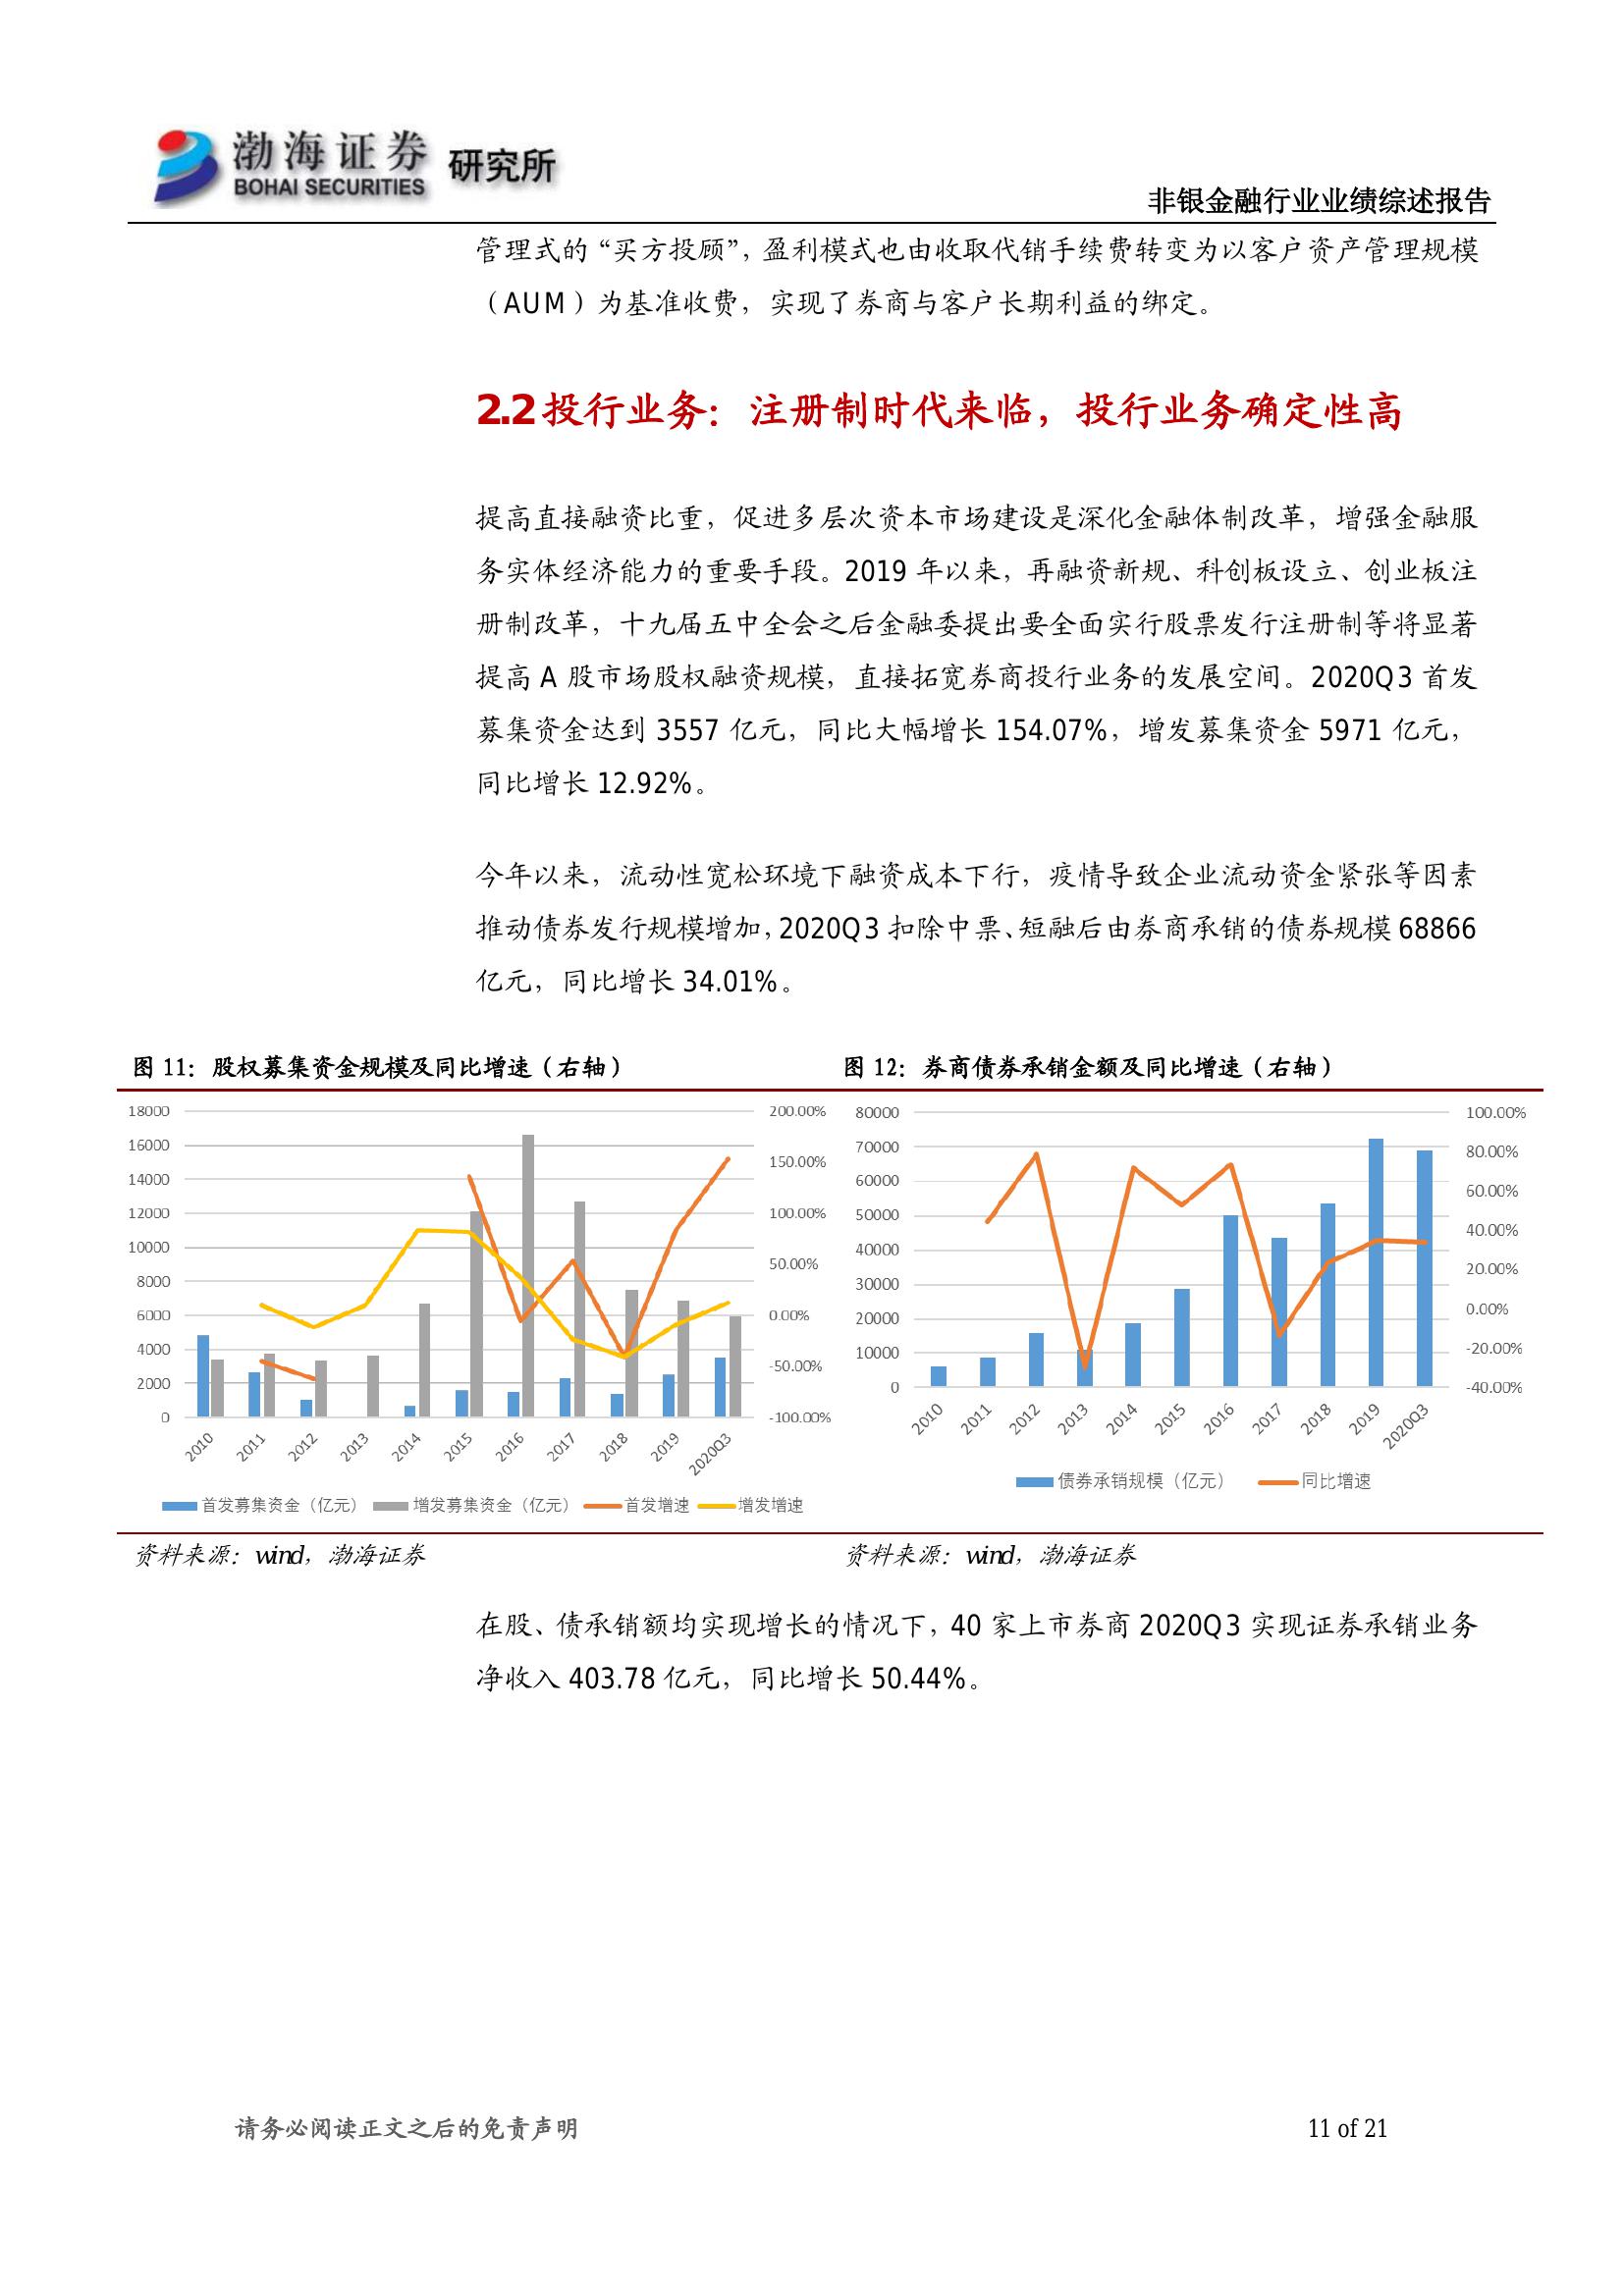 渤海证券 研究所
BOHAI SECURITIES
非银金融行业业绩综述报告
管理式的“买方投顾”，盈利模式也由收取代销手续费转变为以客户资产管理规模
（AUM）为基准收费，实现了券商与客户长期利益的绑定。
2.2 投行业务：注册制时代来临，投行业务确定性高
提高直接融资比重，促进多层次资本市场建设是深化金融体制改革，增强金融服
务实体经济能力的重要手段。2019 年以来，再融资新规、科创板设立、创业板注
册制改革，十九届五中全会之后金融委提出要全面实行股票发行注册制等将显著
提高 A 股市场股权融资规模，直接拓宽券商投行业务的发展空间。2020Q3 首发
募集资金达到 3557 亿元，同比大幅增长 154.07%，增发募集资金 5971 亿元，
同比增长 12.92%。
今年以来，流动性宽松环境下融资成本下行，疫情导致企业流动资金紧张等因素
推动债券发行规模增加，2020Q3 扣除中票、短融后由券商承销的债券规模 68866
亿元，同比增长 34.01%。
图 11：股权募集资金规模及同比增速（右轴）
18000
16000
14000
12000
10000
8000
6000
4000
2000
0
200.00%
150.00%
100.00%
50.00%
0.00%
-50.00%
-100.00%
2010 2011 2012 2013 2014 2015 2016 2017 2018 2019 2020Q3
首发募集资金（亿元） 增发募集资金（亿元） 首发增速 增发增速
资料来源：wind，渤海证券
图 12：券商债券承销金额及同比增速（右轴）
80000
70000
60000
50000
40000
30000
20000
10000
0
100.00%
80.00%
60.00%
40.00%
20.00%
0.00%
-20.00%
-40.00%
2010 2011 2012 2013 2014 2015 2016 2017 2018 2019 2020Q3
债券承销规模（亿元） 同比增速
资料来源：wind，渤海证券
在股、债承销额均实现增长的情况下，40 家上市券商 2020Q3 实现证券承销业务
净收入 403.78 亿元，同比增长 50.44%。
请务必阅读正文之后的免责声明
11 of 21